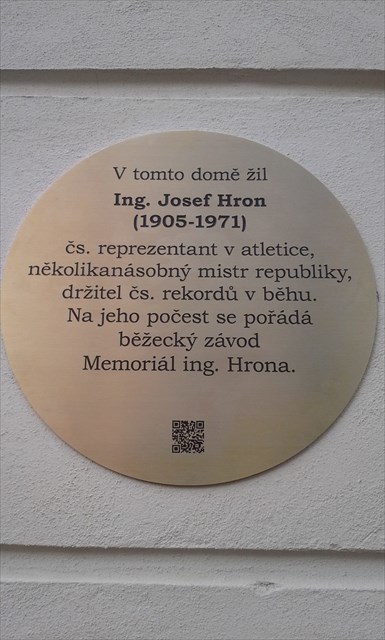 V tomto domě žil
Ing. Josef Hron
(1905-1971)
čs. reprezentant v atletice,
několikanásobný mistr republiky,
držitel čs. rekordů v běhu.
Na jeho počest se pořádá
běžecký závod
Memoriál ing. Hrona.